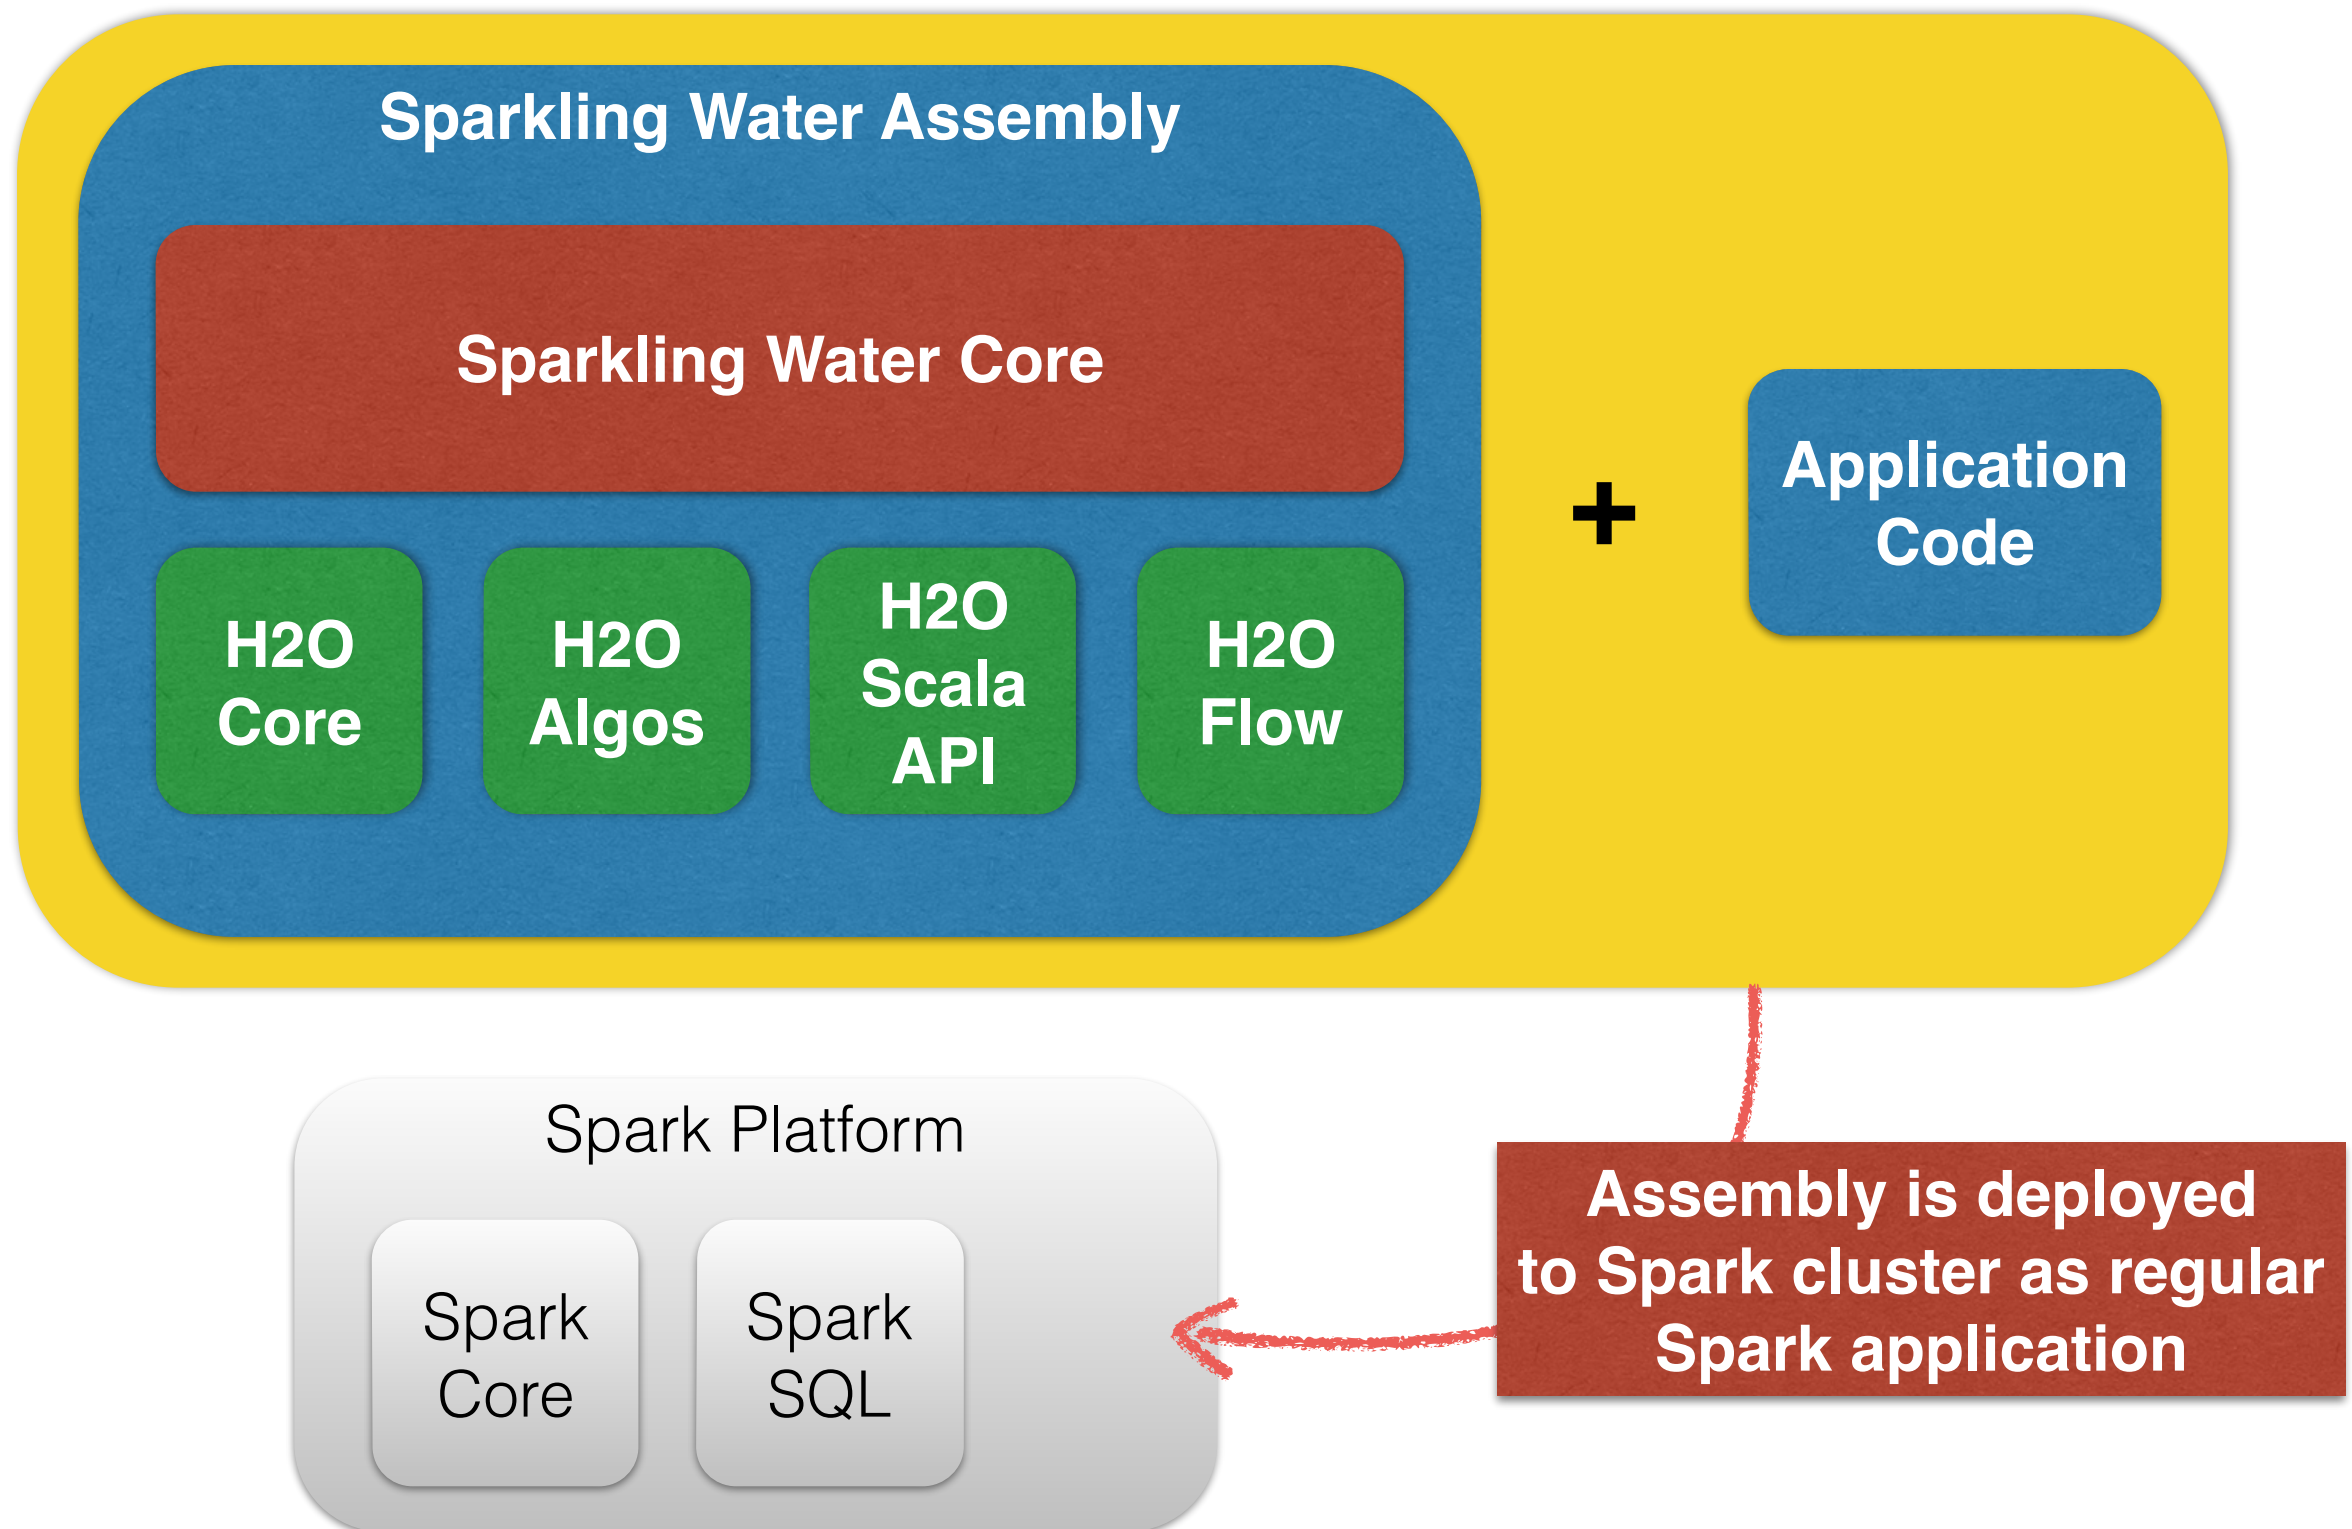 Sparkling Water Assembly
Sparkling Water Core
H2O
Core
H2O
Algos
H2O
Scala
API
H2O
Flow
+
Application
Code
Spark Platform
Spark
Core
Spark
SQL
Assembly is deployed
to Spark cluster as regular
Spark application